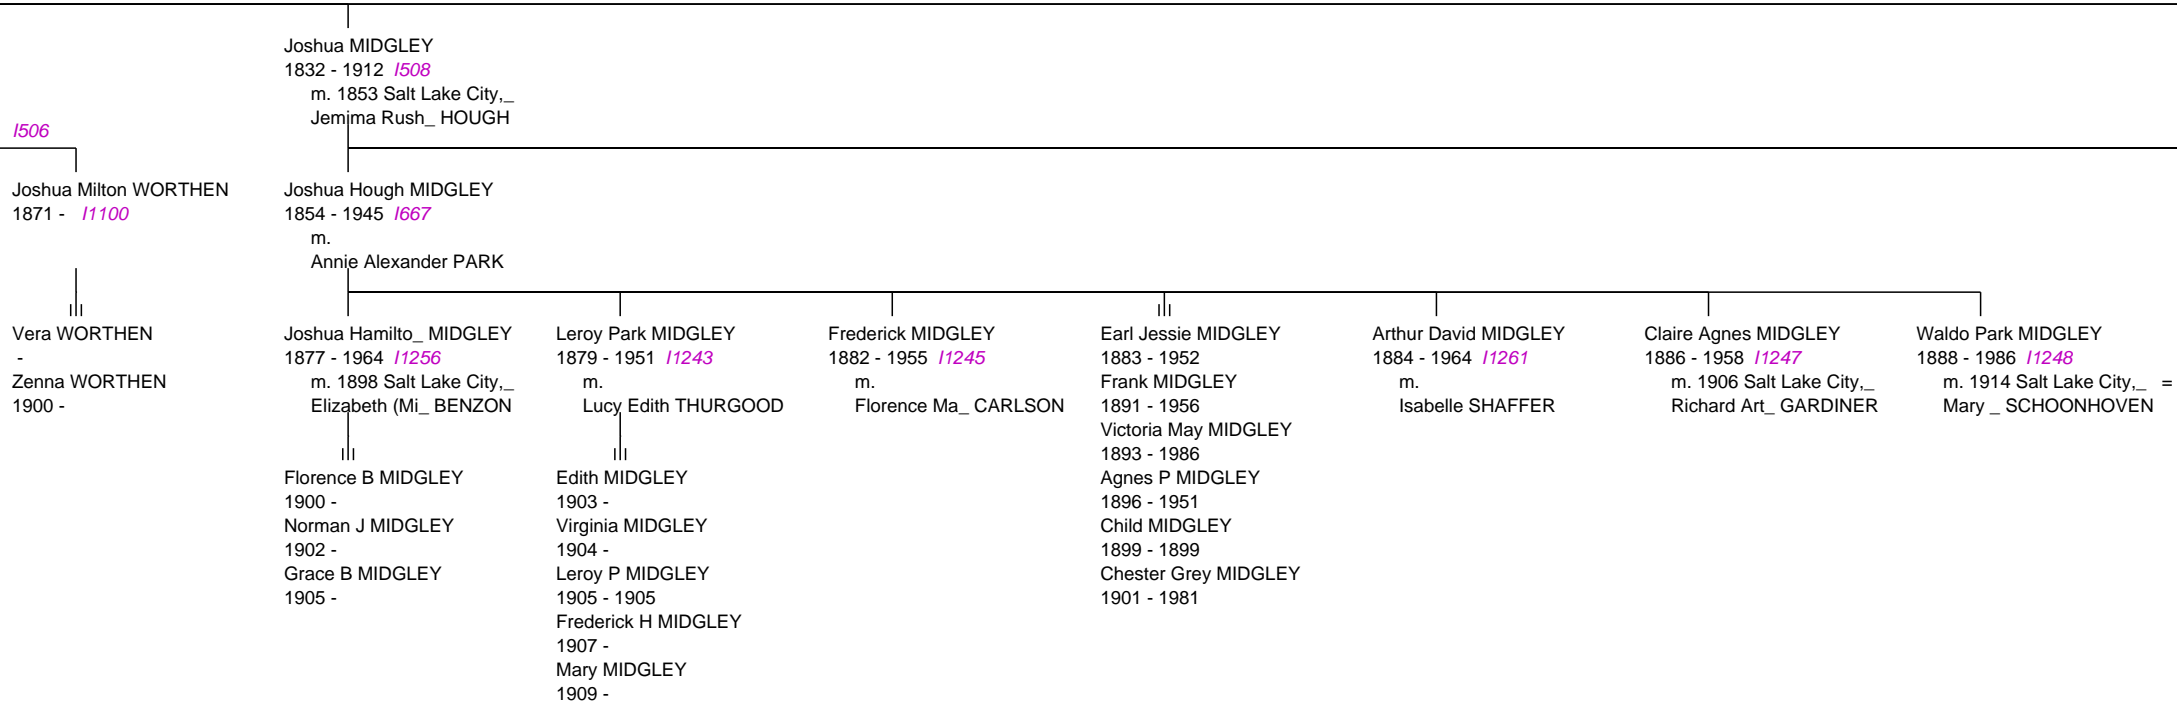 Joshua MIDGLEY
1832 - 1912 I508
m. 1853 Salt Lake City,_
Jemima Rush_ HOUGH
I506
Joshua Milton WORTHEN
1871 - I1100
Joshua Hough MIDGLEY
1854 - 1945 I667
m.
Annie Alexander PARK
Vera WORTHEN
-
Zenna WORTHEN
1900 -
Joshua Hamilto_ MIDGLEY
1877 - 1964 I1256
m. 1898 Salt Lake City,_
Elizabeth (Mi_ BENZON
Florence B MIDGLEY
1900 -
Norman J MIDGLEY
1902 -
Grace B MIDGLEY
1905 -
Leroy Park MIDGLEY
1879 - 1951 I1243
m.
Lucy Edith THURGOOD
Edith MIDGLEY
1903 -
Virginia MIDGLEY
1904 -
Leroy P MIDGLEY
1905 - 1905
Frederick H MIDGLEY
1907 -
Mary MIDGLEY
1909 -
Frederick MIDGLEY
1882 - 1955 I1245
m.
Florence Ma_ CARLSON
Earl Jessie MIDGLEY
1883 - 1952
Frank MIDGLEY
1891 - 1956
Victoria May MIDGLEY
1893 - 1986
Agnes P MIDGLEY
1896 - 1951
Child MIDGLEY
1899 - 1899
Chester Grey MIDGLEY
1901 - 1981
Arthur David MIDGLEY
1884 - 1964 I1261
m.
Isabelle SHAFFER
Claire Agnes MIDGLEY
1886 - 1958 I1247
m. 1906 Salt Lake City,_
Richard Art_ GARDINER
Waldo Park MIDGLEY
1888 - 1986 I1248
m. 1914 Salt Lake City,_ =
Mary _ SCHOONHOVEN